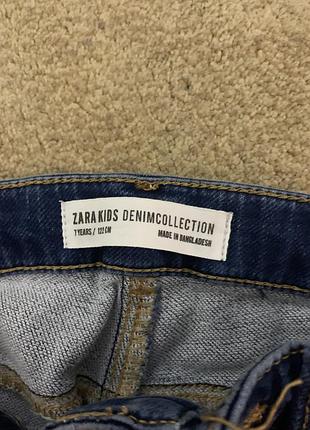 ZARA KIDS DENIMCOLLECTION
7 YEARS / 122 CM MADE IN BANGLADESH